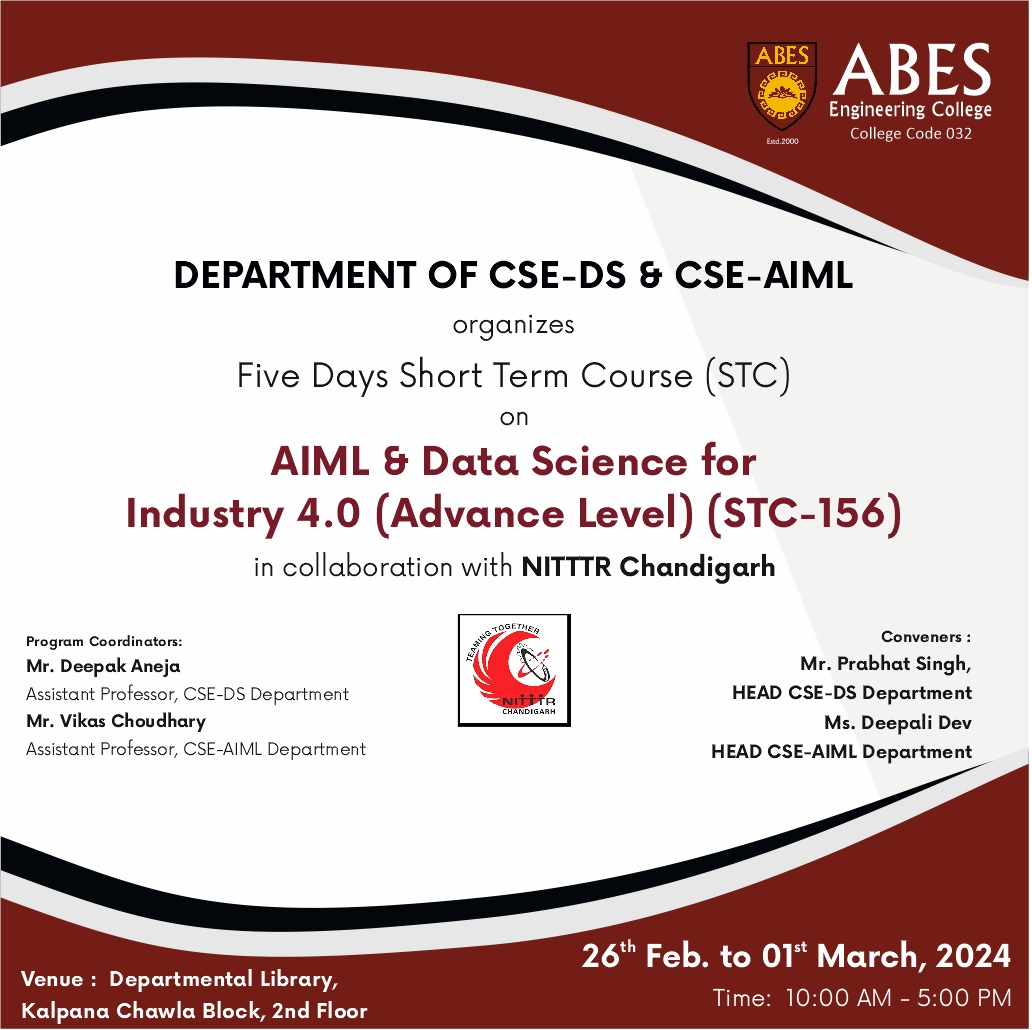 ABES
Estd.2000
ABES
Engineering College
College Code 032
DEPARTMENT OF CSE-DS & CSE-AIML
organizes
Five Days Short Term Course (STC)
on
AIML & Data Science for
Industry 4.0 (Advance Level) (STC-156)
in collaboration with NITTTR Chandigarh
Program Coordinators:
Mr. Deepak Aneja
Assistant Professor, CSE-DS Department
Mr. Vikas Choudhary
Assistant Professor, CSE-AIML Department
TEAMING TOGETHER
NITTTR
CHANDIGARH
Conveners :
Mr. Prabhat Singh,
HEAD CSE-DS Department
Ms. Deepali Dev
HEAD CSE-AIML Department
Venue : Departmental Library,
Kalpana Chawla Block, 2nd Floor
26th Feb. to 01st March, 2024
Time: 10:00 AM - 5:00 PM